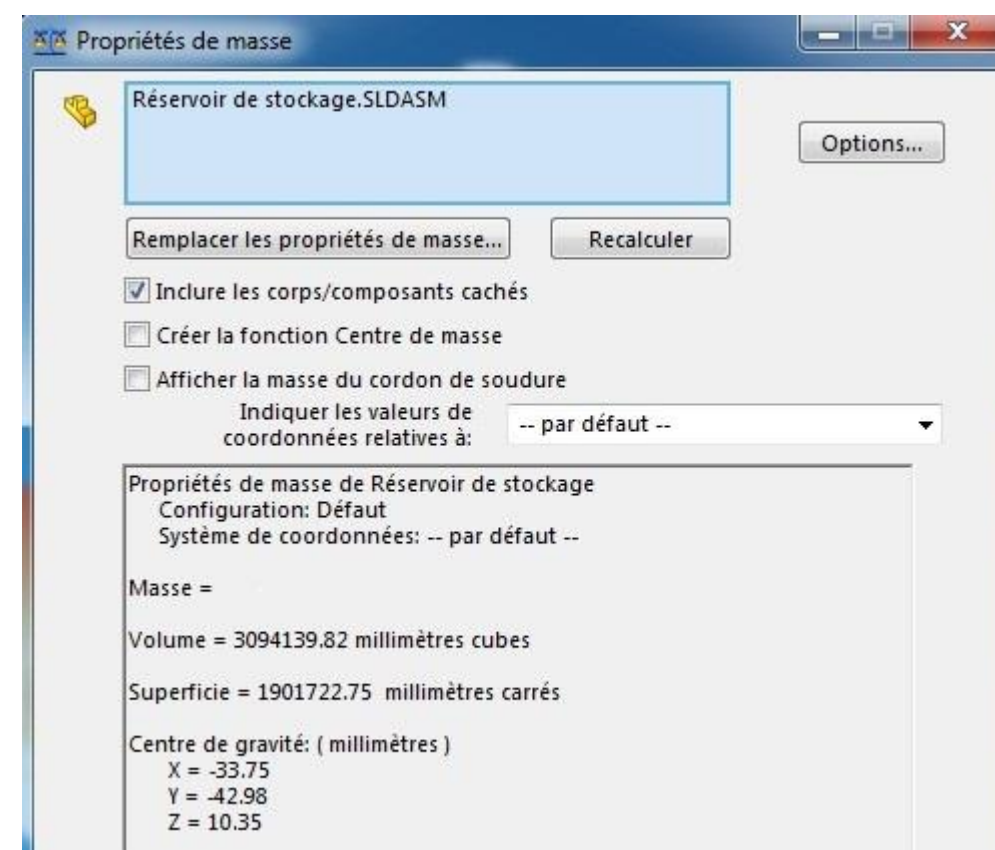 Propriétés de masse
Réservoir de stockage.SLDASM
Options...
Remplacer les propriétés de masse...
Recalculer
Inclure les corps/composants cachés
Créer la fonction Centre de masse
Afficher la masse du cordon de soudure
Indiquer les valeurs de
coordonnées relatives à:
-- par défaut --
Propriétés de masse de Réservoir de stockage
Configuration: Défaut
Système de coordonnées: -- par défaut --
Masse =
Volume = 3094139.82 millimètres cubes
Superficie = 1901722.75 millimètres carrés
Centre de gravité: ( millimètres )
X = -33.75
Y = -42.98
Z = 10.35